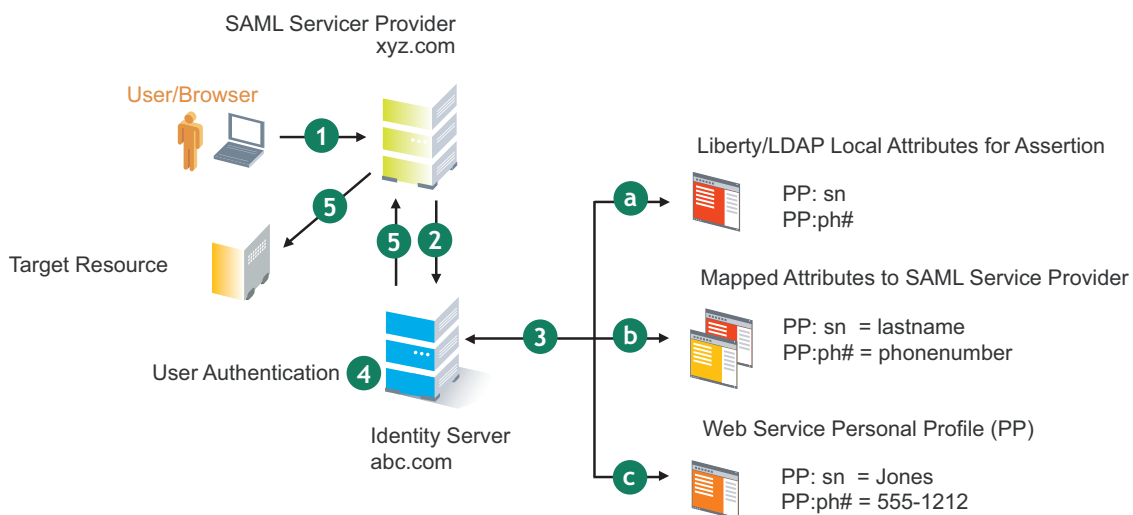 SAML Servicer Provider
xyz.com
User/Browser
1
Liberty/LDAP Local Attributes for Assertion
a
PP: sn
PP:ph#
5
5
2
Target Resource
Mapped Attributes to SAML Service Provider
3
b
PP: sn = lastname
PP:ph# = phonenumber
User Authentication
4
Identity Server
abc.com
Web Service Personal Profile (PP)
c
PP: sn = Jones
PP:ph# = 555-1212